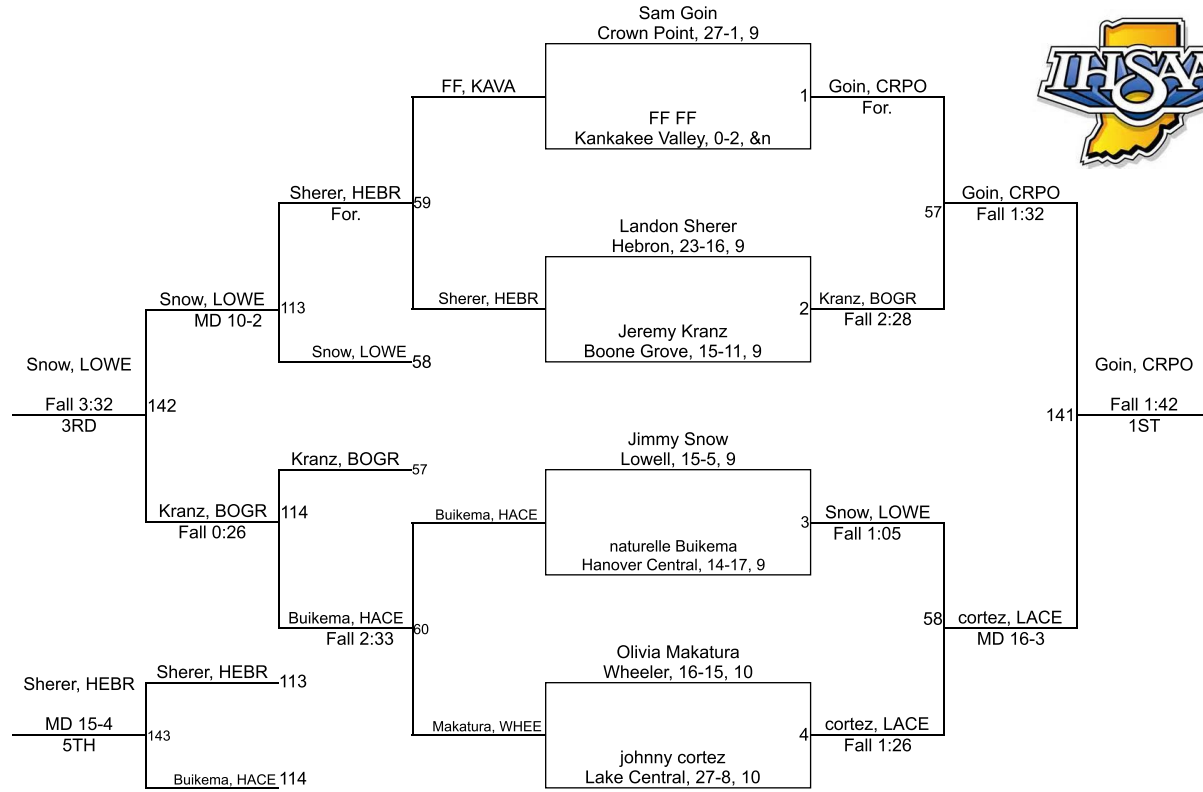 Sam Goin
Crown Point, 27-1, 9
IHSAA
FF, KAVA
1
Goin, CRPO
For.
FF FF
Kankakee Valley, 0-2, &n
Sherer, HEBR
For.
59
57
Goin, CRPO
Fall 1:32
Landon Sherer
Hebron, 23-16, 9
Snow, LOWE
MD 10-2
113
Sherer, HEBR
2
Kranz, BOGR
Fall 2:28
Jeremy Kranz
Boone Grove, 15-11, 9
Snow, LOWE
58
Snow, LOWE
Fall 3:32
3RD
142
141
Goin, CRPO
Fall 1:42
1ST
Jimmy Snow
Lowell, 15-5, 9
Kranz, BOGR
57
Kranz, BOGR
Fall 0:26
114
Buikema, HACE
3
Snow, LOWE
Fall 1:05
naturelle Buikema
Hanover Central, 14-17, 9
Buikema, HACE
Fall 2:33
60
58
cortez, LACE
MD 16-3
Olivia Makatura
Wheeler, 16-15, 10
Sherer, HEBR
Sherer, HEBR
113
MD 15-4
5TH
143
Makatura, WHEE
4
cortez, LACE
Fall 1:26
johnny cortez
Lake Central, 27-8, 10
Buikema, HACE
114